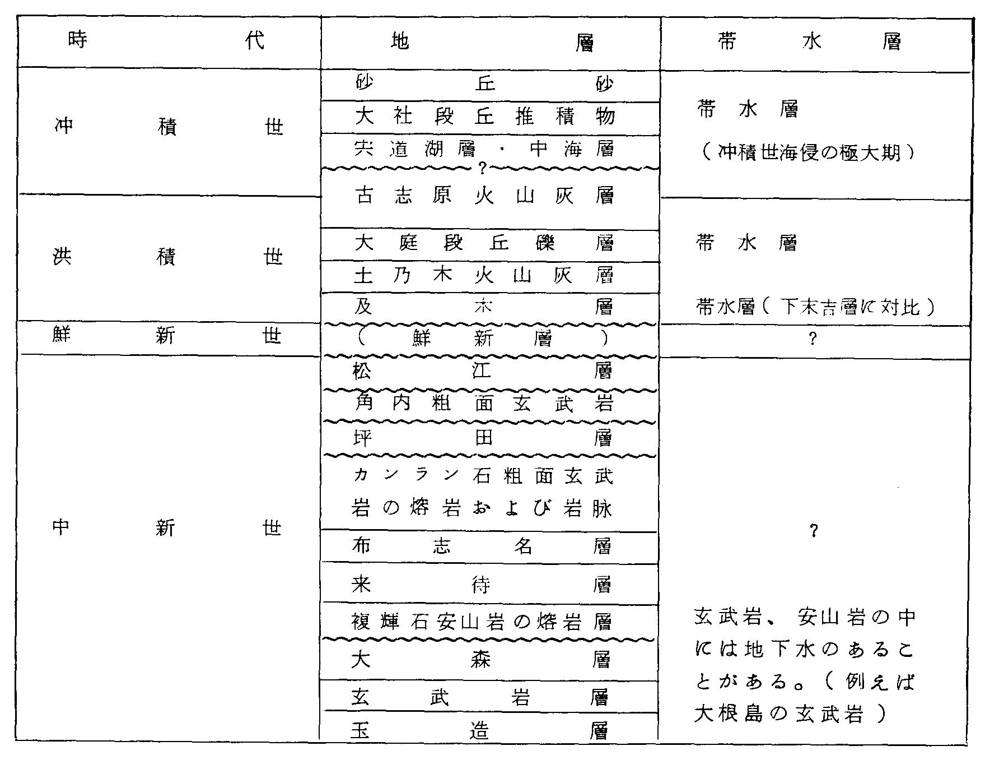 時代 地層 帯水層
沖積世
砂丘砂
大社段丘推積物
宍道湖層・中海層
?
古志原火山灰層
帯水層
(沖積世海侵の極大期)
洪積世
大庭段丘礫層
土乃木火山灰層
及木層
帯水層
帯水層(下末吉層に対比)
鮮新世 (鮮新層) ?
中新世
松江層
角内粗面玄武岩
坪田層
カンラン石粗面玄武
岩の熔岩および岩脉
布志名層
来待層
複輝石安山岩の熔岩層
大森層
玄武岩層
玉造層
?
玄武岩、安山岩の中
には地下水のあるこ
とがある。(例えば
大根島の玄武岩)